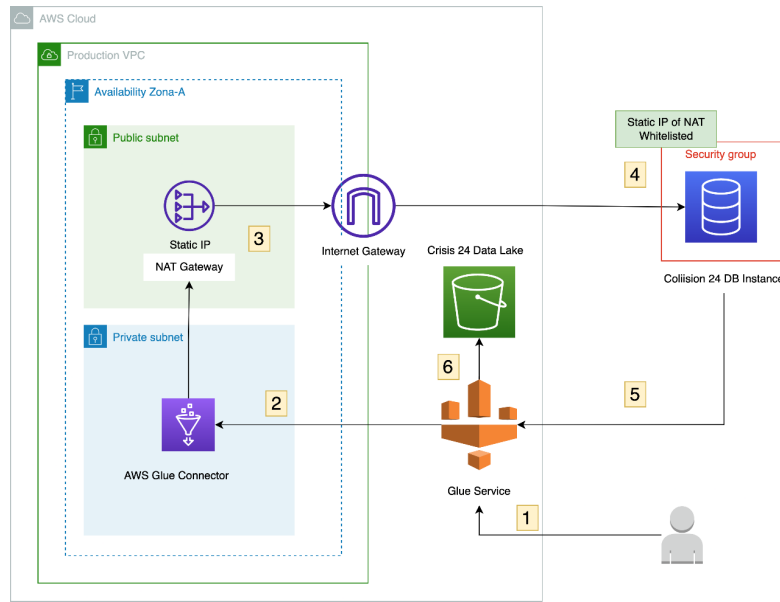 AWS Cloud
Production VPC
Availability Zona-A
Public subnet
Static IP of NAT
Whitelisted
Security group
4
3
Static IP
Internet Gateway
Crisis 24 Data Lake
NAT Gateway
Coliision 24 DB Instance
Private subnet
6
2
5
AWS Glue Connector
Glue Service
1